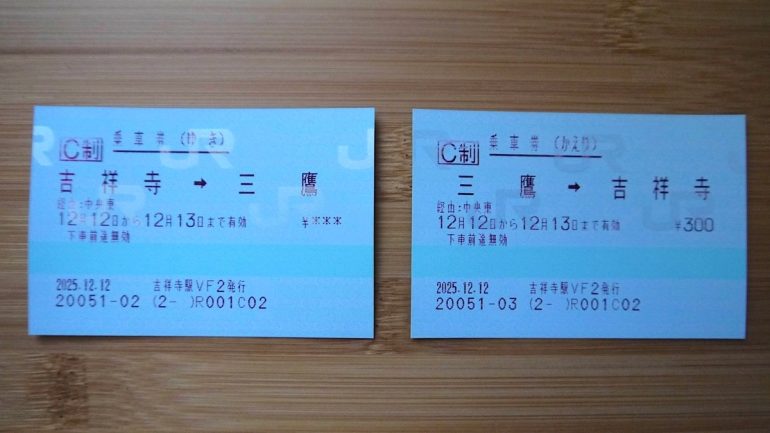 C制 乗車券 (ゆき)
吉祥寺 → 三鷹
経由:中央東
12月12日から12月13日まで有効 ¥***
下車前途無効
2025.12.12 吉祥寺駅VF2発行
20051-02 (2- )R001C02
C制 乗車券 (かえり)
三鷹 → 吉祥寺
経由:中央東
12月12日から12月13日まで有効 ¥300
下車前途無効
2025.12.12 吉祥寺駅VF2発行
20051-03 (2- )R001C02